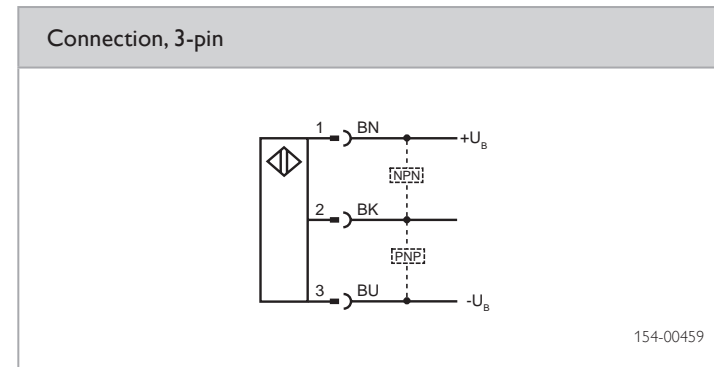 Connection, 3-pin
1 BN +U_B
NPN
2 BK
PNP
3 BU -U_B
154-00459